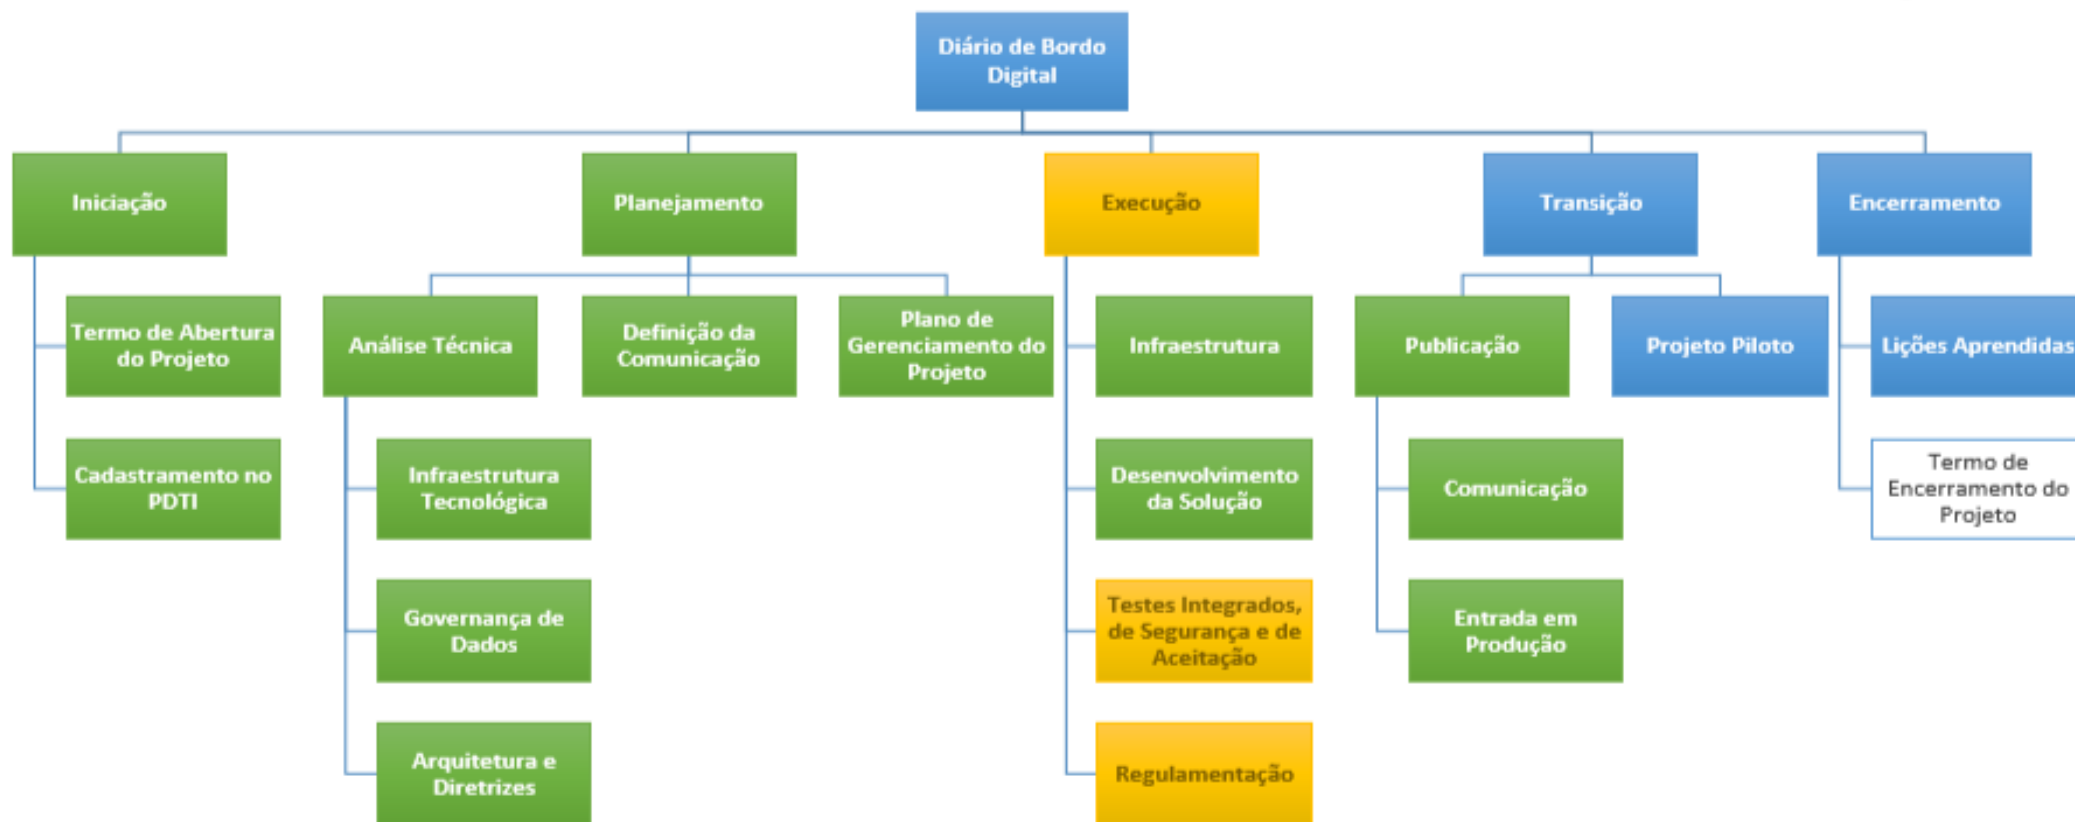 Diário de Bordo
Digital
Iniciação
Planejamento
Execução
Transição
Encerramento
Termo de Abertura
do Projeto
Análise Técnica
Definição da
Comunicação
Plano de
Gerenciamento do
Projeto
Infraestrutura
Publicação
Projeto Piloto
Lições Aprendidas
Cadastramento no
PDTI
Infraestrutura
Tecnológica
Desenvolvimento
da Solução
Comunicação
Termo de
Encerramento do
Projeto
Governança de
Dados
Testes Integrados,
de Segurança e de
Aceitação
Entrada em
Produção
Arquitetura e
Diretrizes
Regulamentação